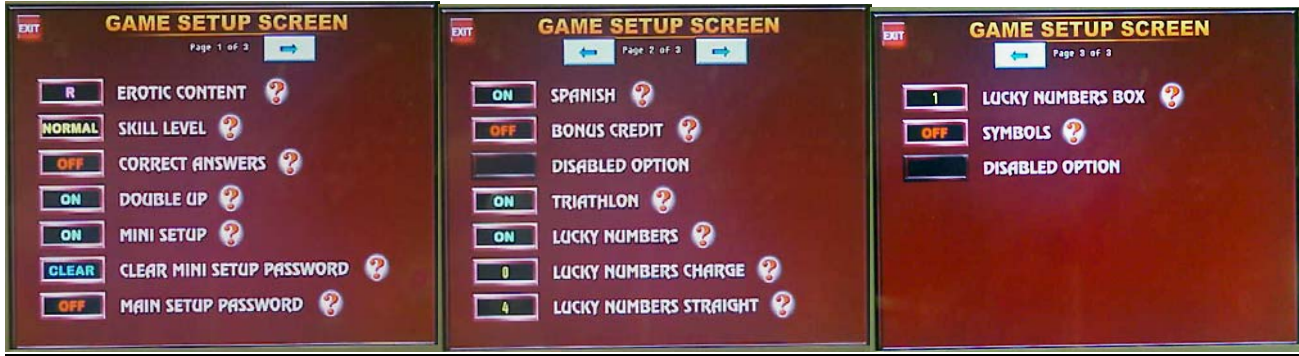 EXIT GAME SETUP SCREEN
Page 1 of 3
R EROTIC CONTENT ?
NORMAL SKILL LEVEL ?
OFF CORRECT ANSWERS ?
ON DOUBLE UP ?
ON MINI SETUP ?
CLEAR CLEAR MINI SETUP PASSWORD ?
OFF MAIN SETUP PASSWORD ?
EXIT GAME SETUP SCREEN
Page 2 of 3
ON SPANISH ?
OFF BONUS CREDIT ?
DISABLED OPTION
ON TRIATHLON ?
ON LUCKY NUMBERS ?
0 LUCKY NUMBERS CHARGE ?
4 LUCKY NUMBERS STRAIGHT ?
EXIT GAME SETUP SCREEN
Page 3 of 3
1 LUCKY NUMBERS BOX ?
OFF SYMBOLS ?
DISABLED OPTION